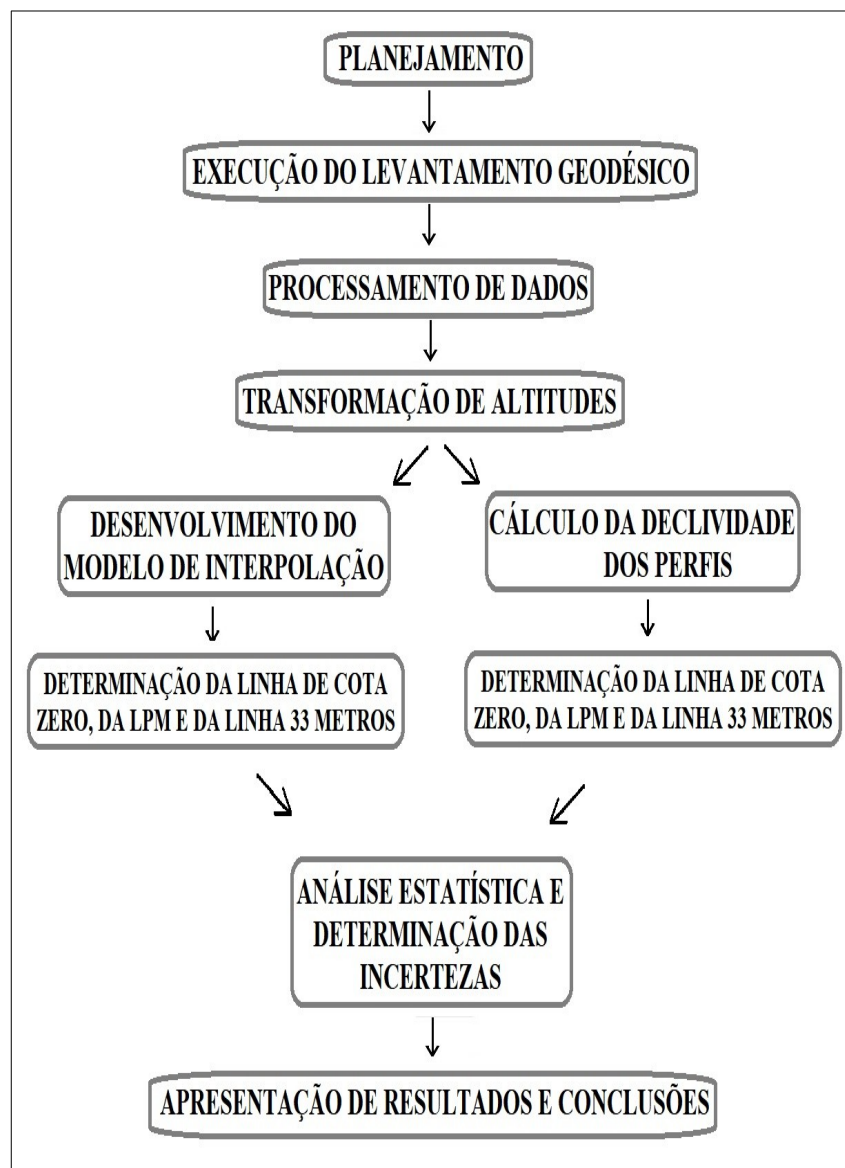 PLANEJAMENTO
EXECUÇÃO DO LEVANTAMENTO GEODÉSICO
PROCESSAMENTO DE DADOS
TRANSFORMAÇÃO DE ALTITUDES
DESENVOLVIMENTO DO
MODELO DE INTERPOLAÇÃO
CÁLCULO DA DECLIVIDADE
DOS PERFIS
DETERMINAÇÃO DA LINHA DE COTA
ZERO, DA LPM E DA LINHA 33 METROS
DETERMINAÇÃO DA LINHA DE COTA
ZERO, DA LPM E DA LINHA 33 METROS
ANÁLISE ESTATÍSTICA E
DETERMINAÇÃO DAS
INCERTEZAS
APRESENTAÇÃO DE RESULTADOS E CONCLUSÕES